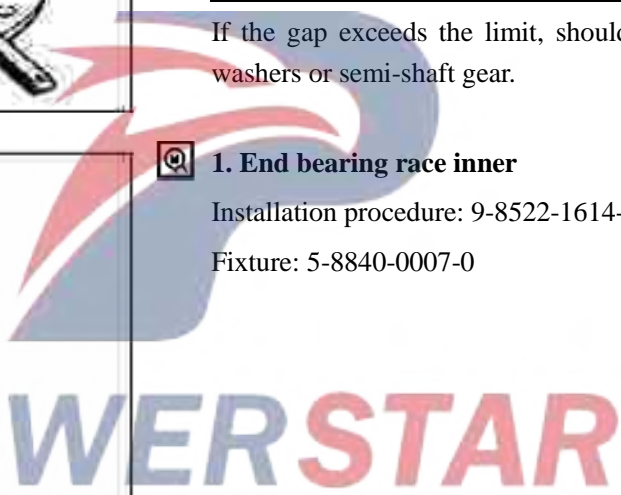 If the gap exceeds the limit, should
washers or semi-shaft gear.
1. End bearing race inner
Installation procedure: 9-8522-1614-
Fixture: 5-8840-0007-0
WERSTAR